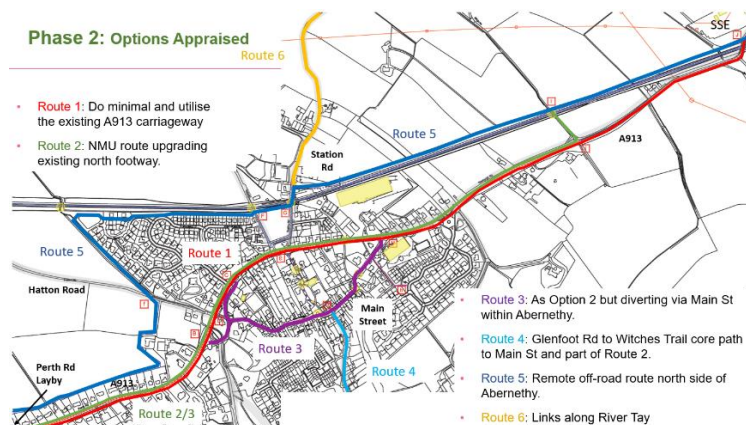 Phase 2: Options Appraised
SSE
Route 6
Route 1: Do minimal and utilise
the existing A913 carriageway
Route 2: NMU route upgrading
existing north footway.
Station
Rd
Route 5
A913
Route 5
Route 1
Hatton Road
Main
Street
Route 3
Route 4
Perth Rd
Layby
A913
Route 2/3
Route 3: As Option 2 but diverting via Main St
within Abernethy.
Route 4: Glenfoot Rd to Witches Trail core path
to Main St and part of Route 2.
Route 5: Remote off-road route north side of
Abernethy.
Route 6: Links along River Tay